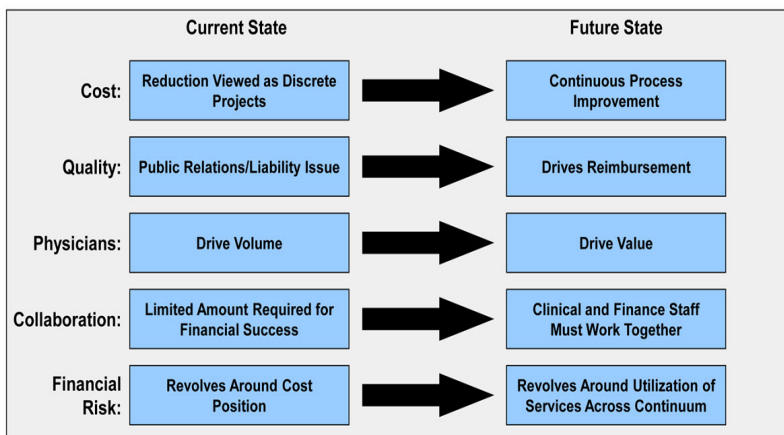 Current State
Future State
Cost:
Reduction Viewed as Discrete
Projects
Continuous Process
Improvement
Quality:
Public Relations/Liability Issue
Drives Reimbursement
Physicians:
Drive Volume
Drive Value
Collaboration:
Limited Amount Required for
Financial Success
Clinical and Finance Staff
Must Work Together
Financial
Risk:
Revolves Around Cost
Position
Revolves Around Utilization of
Services Across Continuum